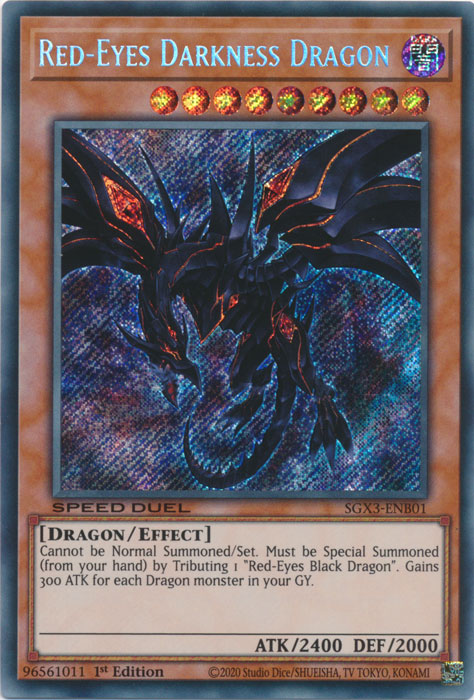 RED-EYES DARKNESS DRAGON
闇
SPEED DUEL
SGX3-ENB01
[DRAGON/EFFECT]
Cannot be Normal Summoned/Set. Must be Special Summoned
(from your hand) by Tributing 1 "Red-Eyes Black Dragon". Gains
300 ATK for each Dragon monster in your GY.
ATK/2400 DEF/2000
96561011 1st Edition ©2020 Studio Dice/SHUEISHA, TV TOKYO, KONAMI